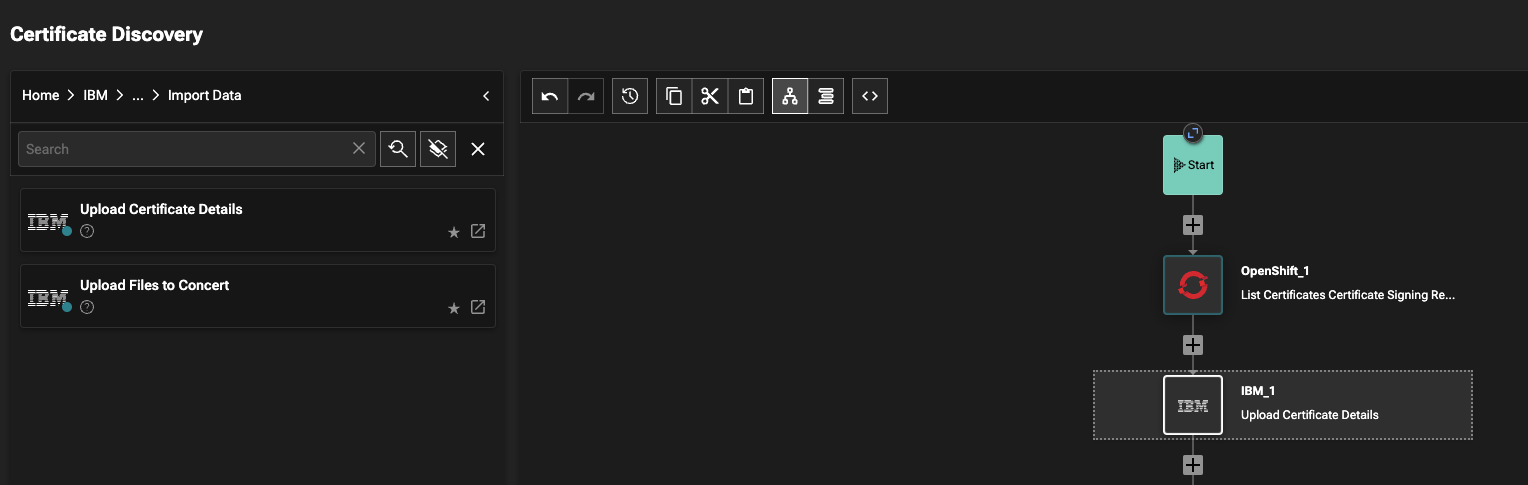 Certificate Discovery
Home > IBM > ... > Import Data
Search
IBM
Upload Certificate Details
IBM
Upload Files to Concert
Start
OpenShift_1
List Certificates Certificate Signing Re...
IBM
IBM_1
Upload Certificate Details